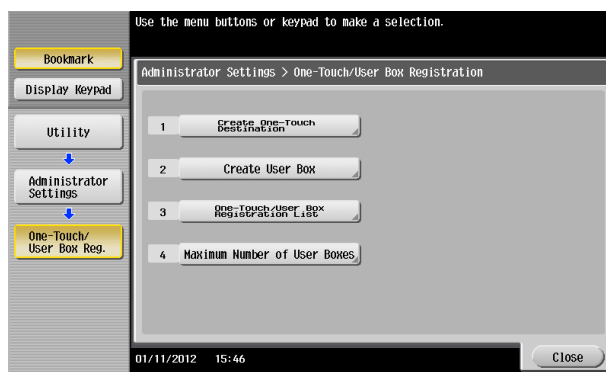 Use the menu buttons or keypad to make a selection.
Bookmark
Display Keypad
Utility
Administrator
Settings
One-Touch/
User Box Reg.
Administrator Settings > One-Touch/User Box Registration
1 Create One-Touch
Destination
2 Create User Box
3 One-Touch/User Box
Registration List
4 Maximum Number of User Boxes
01/11/2012 15:46
Close